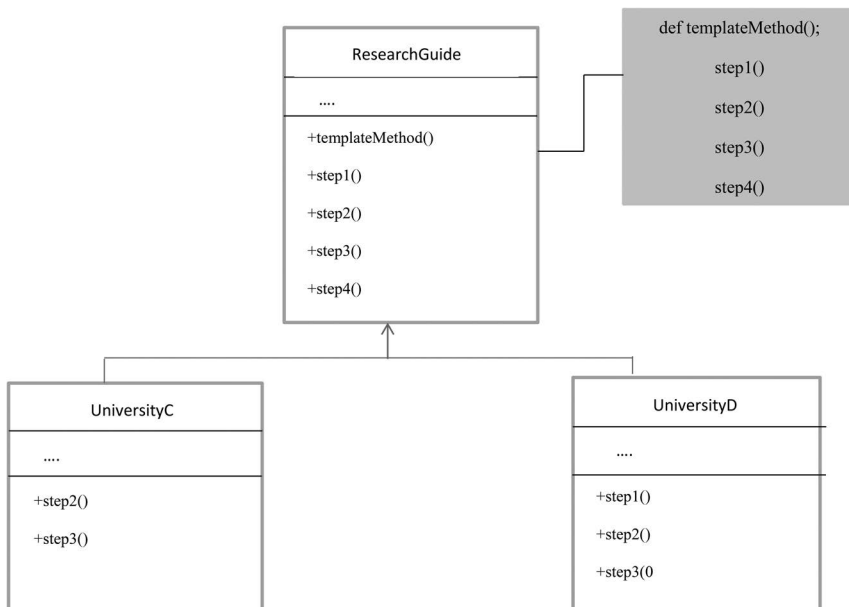 ResearchGuide
....
+templateMethod()
+step1()
+step2()
+step3()
+step4()
def templateMethod();
step1()
step2()
step3()
step4()
UniversityC
....
+step2()
+step3()
UniversityD
....
+step1()
+step2()
+step3(0